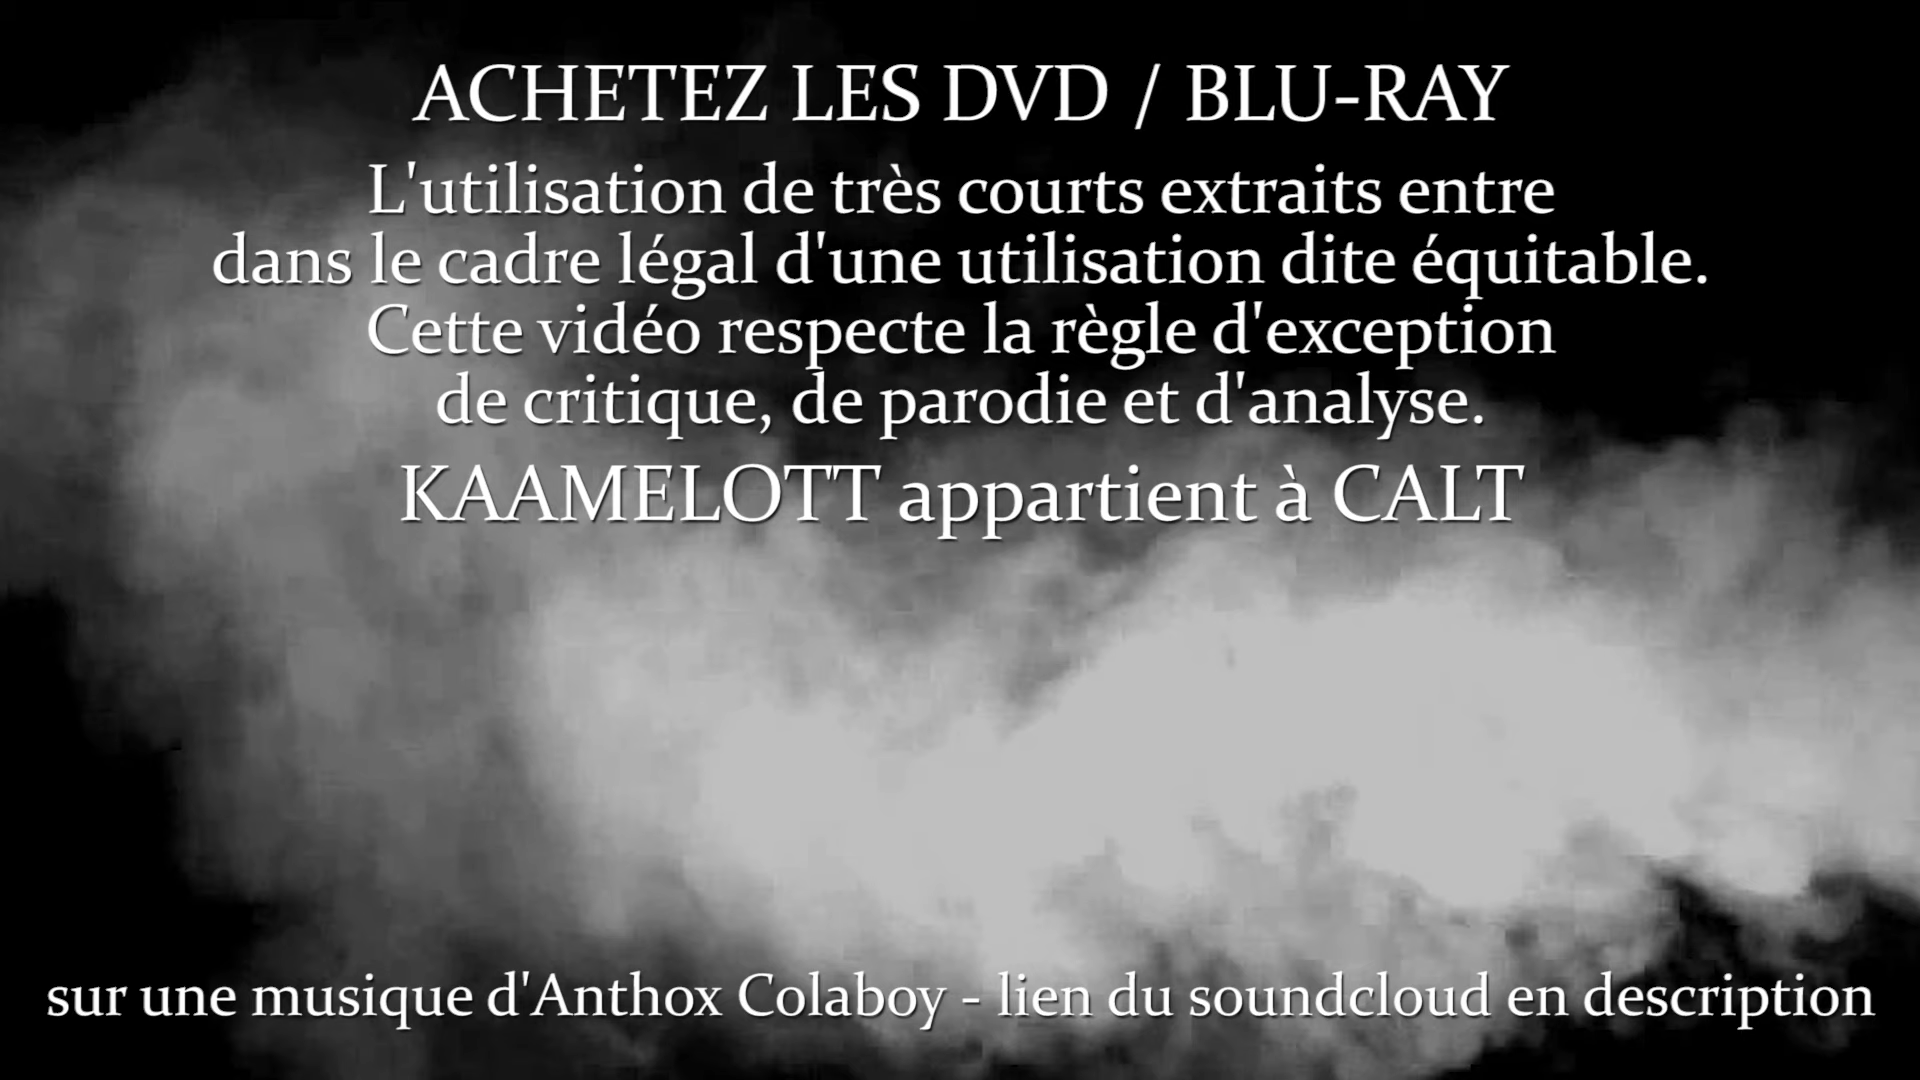 ACHETEZ LES DVD / BLU-RAY
L'utilisation de très courts extraits entre
dans le cadre légal d'une utilisation dite équitable.
Cette vidéo respecte la règle d'exception
de critique, de parodie et d'analyse.
KAAMELOTT appartient à CALT
sur une musique d'Anthox Colaboy - lien du soundcloud en description